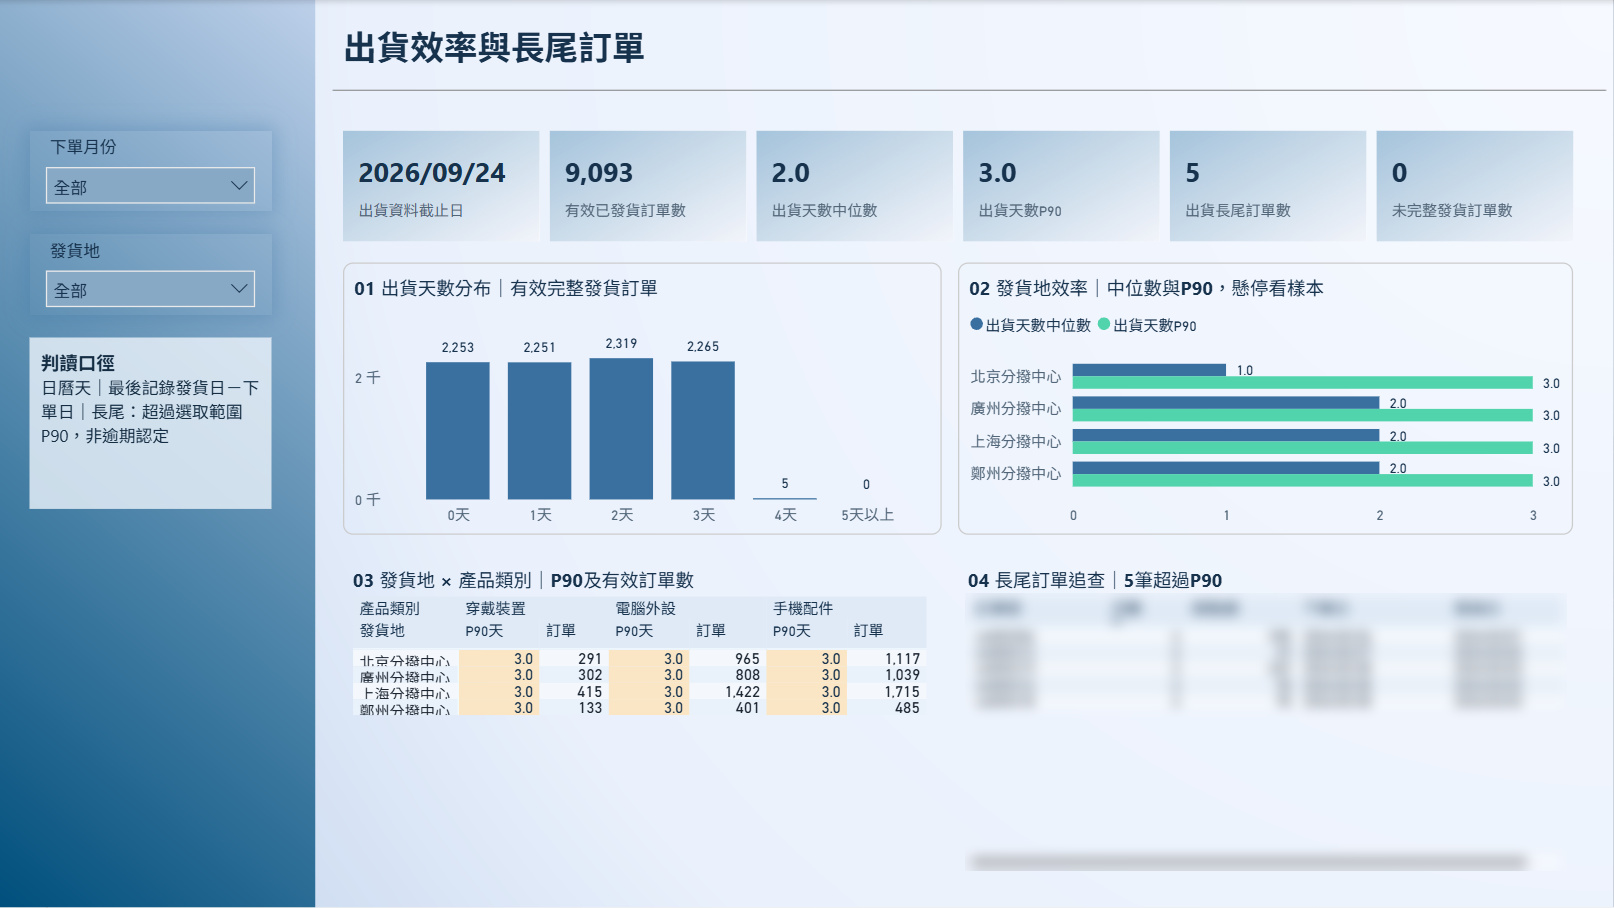 出貨效率與長尾訂單
下單月份
全部
發貨地
全部
判讀口徑
日曆天｜最後記錄發貨日－下
單日｜長尾：超過選取範圍
P90，非逾期認定
2026/09/24
出貨資料截止日
9,093
有效已發貨訂單數
2.0
出貨天數中位數
3.0
出貨天數P90
5
出貨長尾訂單數
0
未完整發貨訂單數
01 出貨天數分布｜有效完整發貨訂單
2,253 2,251 2,319 2,265 5 0
2 千
0 千
0天 1天 2天 3天 4天 5天以上
02 發貨地效率｜中位數與P90，懸停看樣本
出貨天數中位數 出貨天數P90
北京分撥中心 1.0 3.0
廣州分撥中心 2.0 3.0
上海分撥中心 2.0 3.0
鄭州分撥中心 2.0 3.0
0 1 2 3
03 發貨地 × 產品類別｜P90及有效訂單數
產品類別 穿戴裝置 電腦外設 手機配件
發貨地 P90天 訂單 P90天 訂單 P90天 訂單
北京分撥中心 3.0 291 3.0 965 3.0 1,117
廣州分撥中心 3.0 302 3.0 808 3.0 1,039
上海分撥中心 3.0 415 3.0 1,422 3.0 1,715
鄭州分撥中心 3.0 133 3.0 401 3.0 485
04 長尾訂單追查｜5筆超過P90